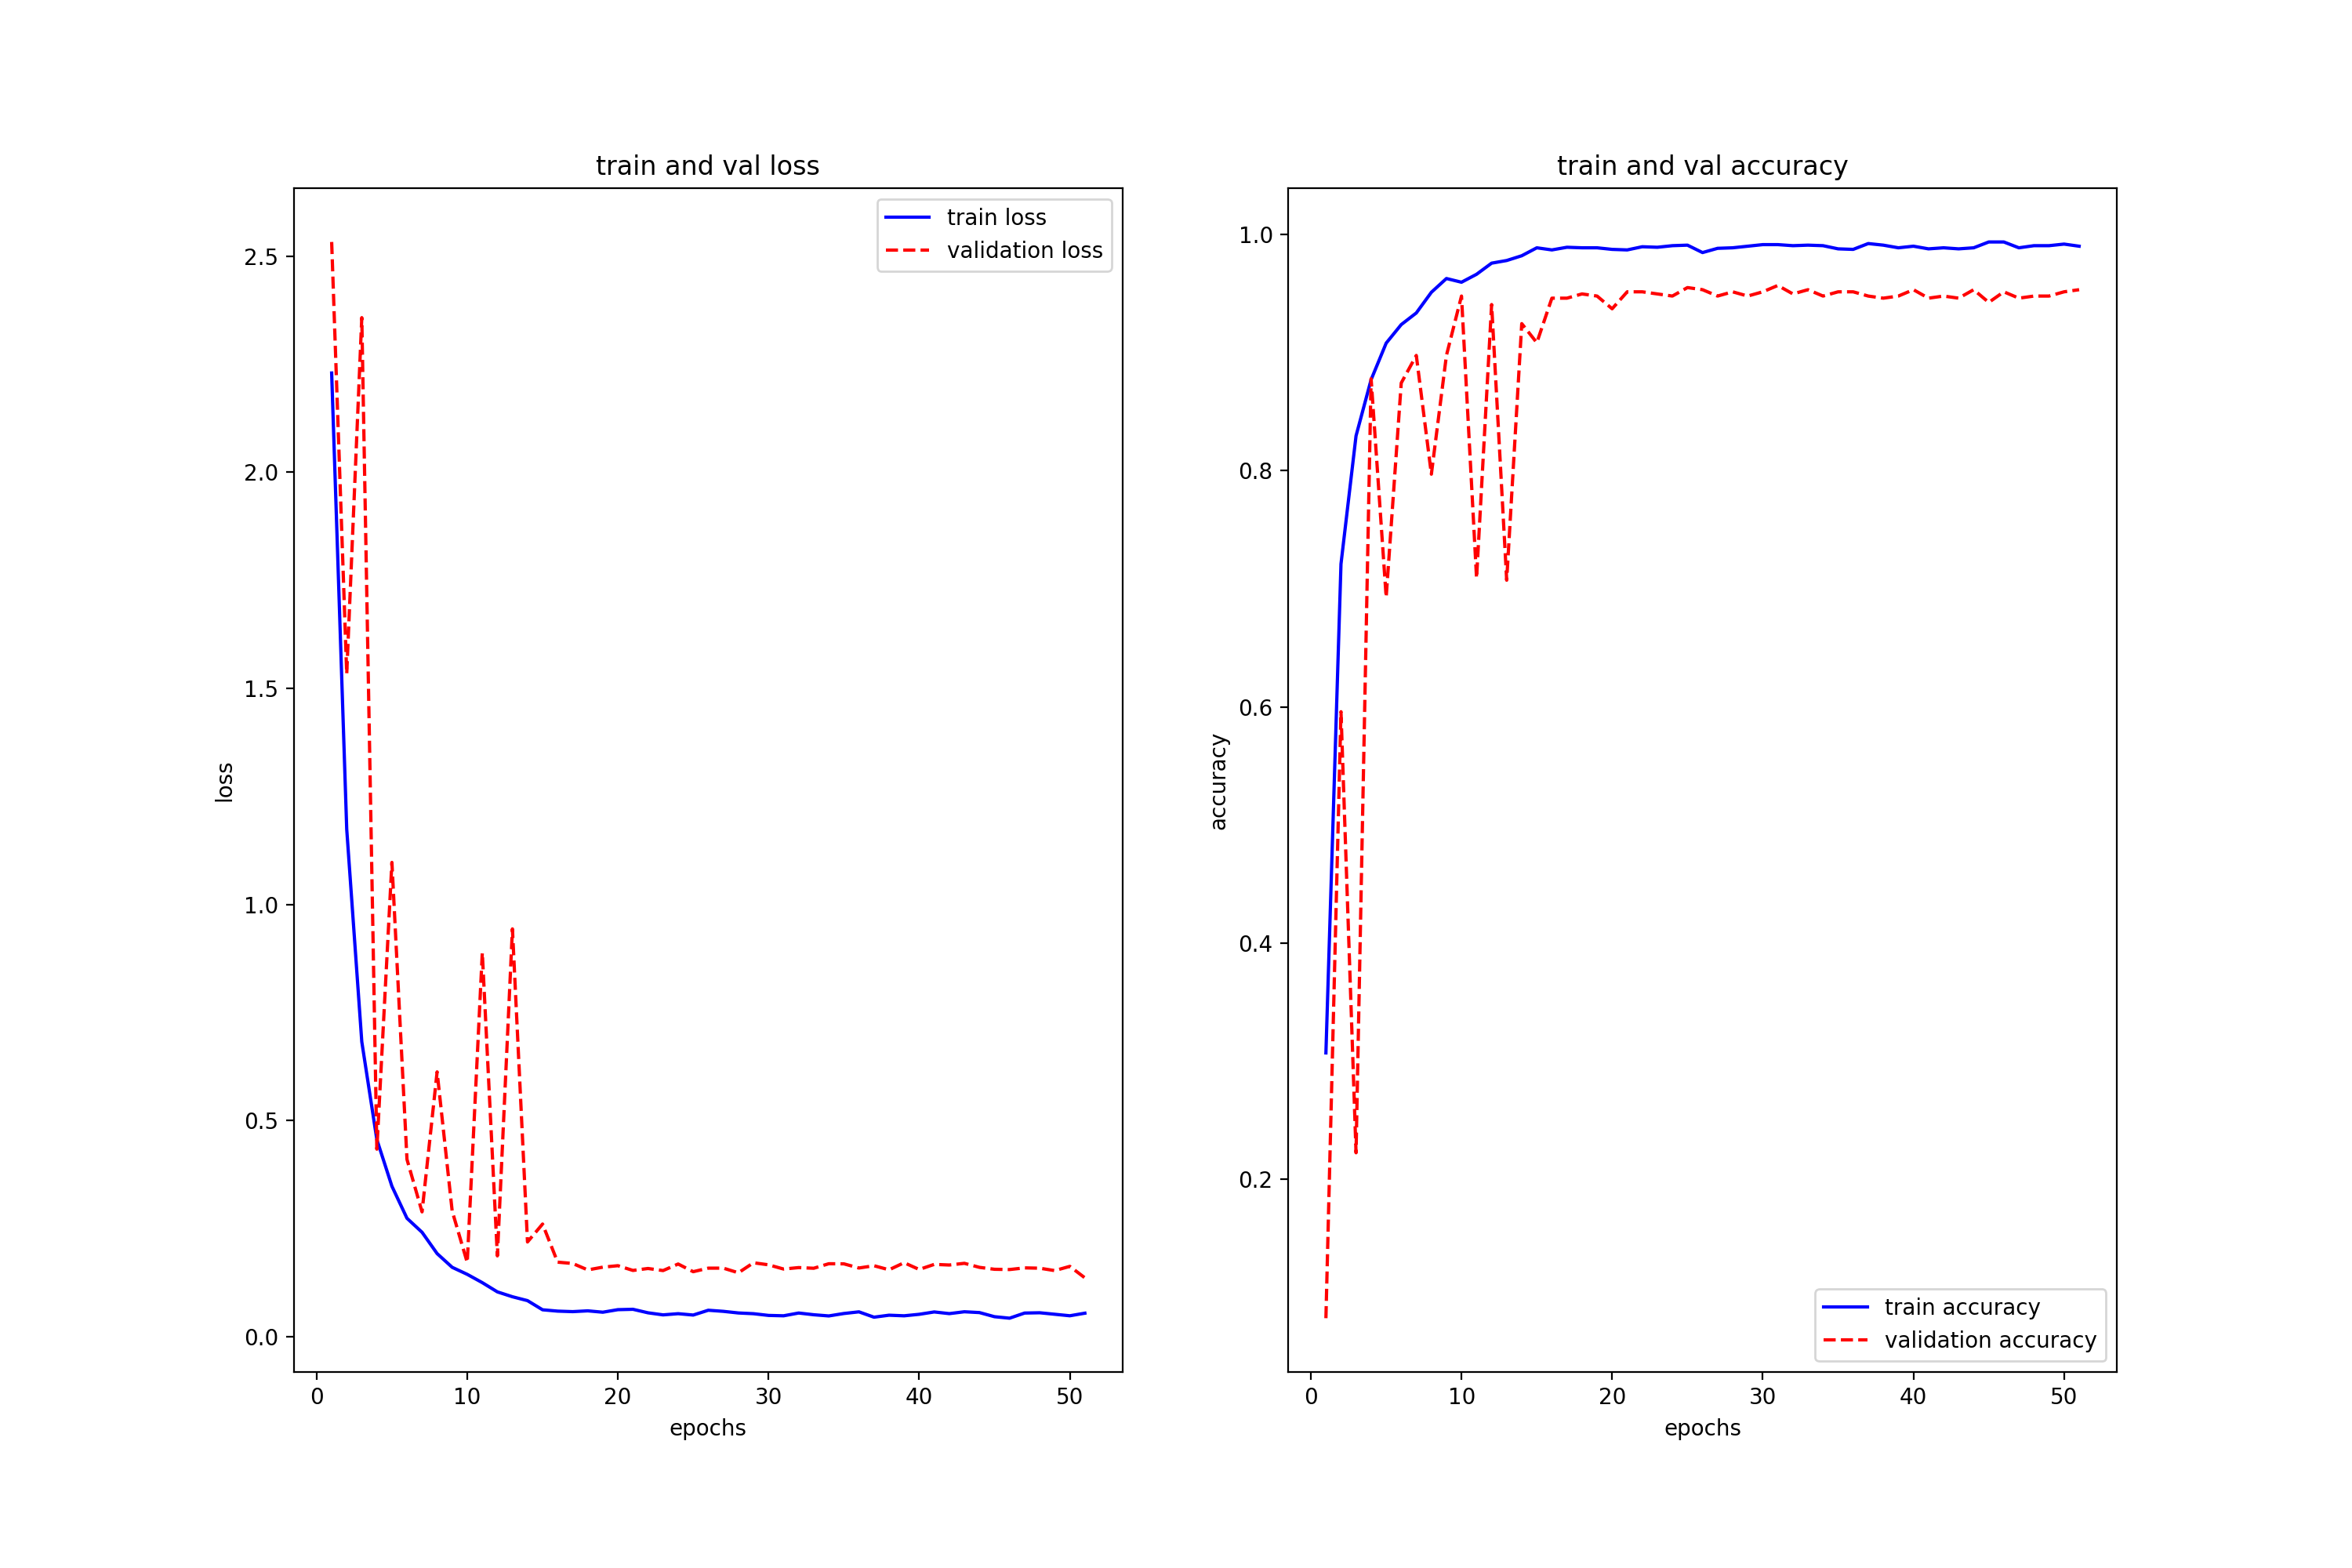 train and val loss
train loss
validation loss
2.5
2.0
1.5
1.0
0.5
0.0
loss
0 10 20 30 40 50
epochs
train and val accuracy
1.0
0.8
0.6
0.4
0.2
accuracy
train accuracy
validation accuracy
0 10 20 30 40 50
epochs